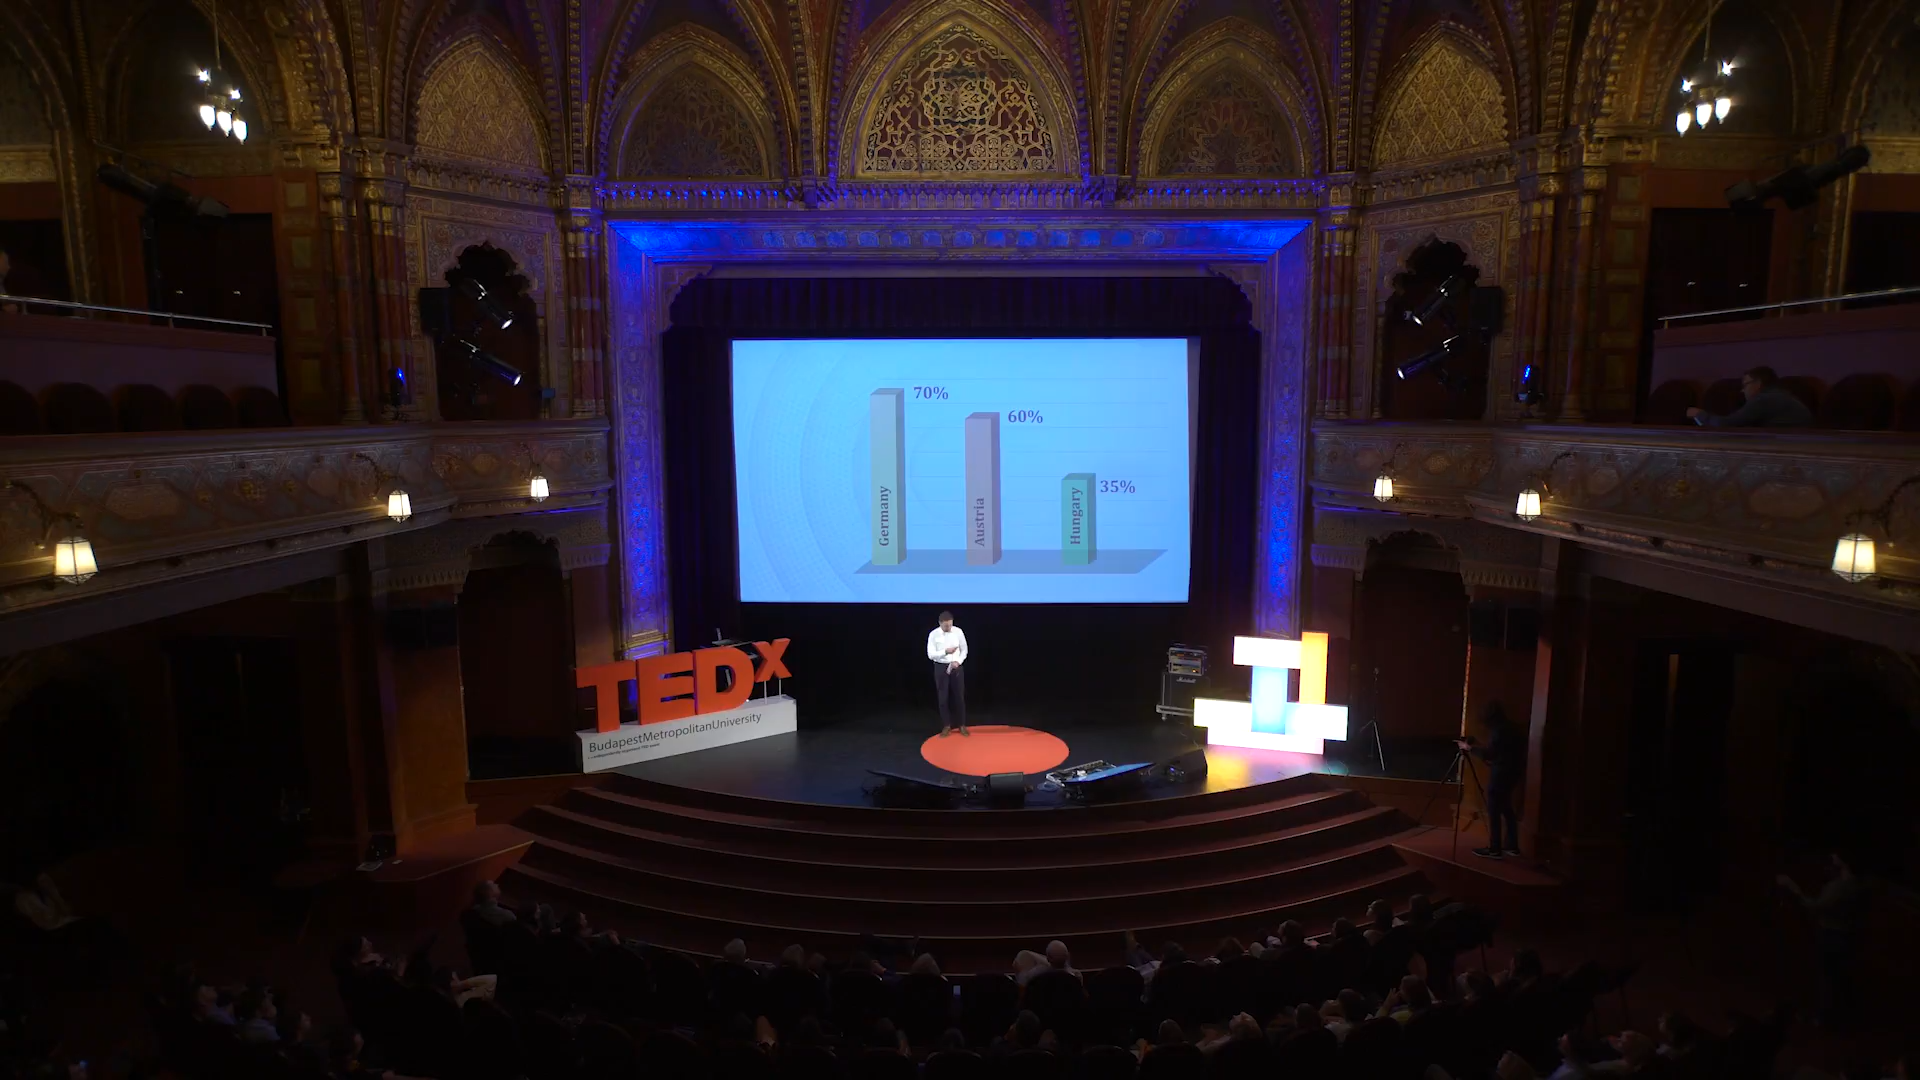 70%
60%
35%
Germany
Austria
Hungary
TEDx
BudapestMetropolitanUniversity